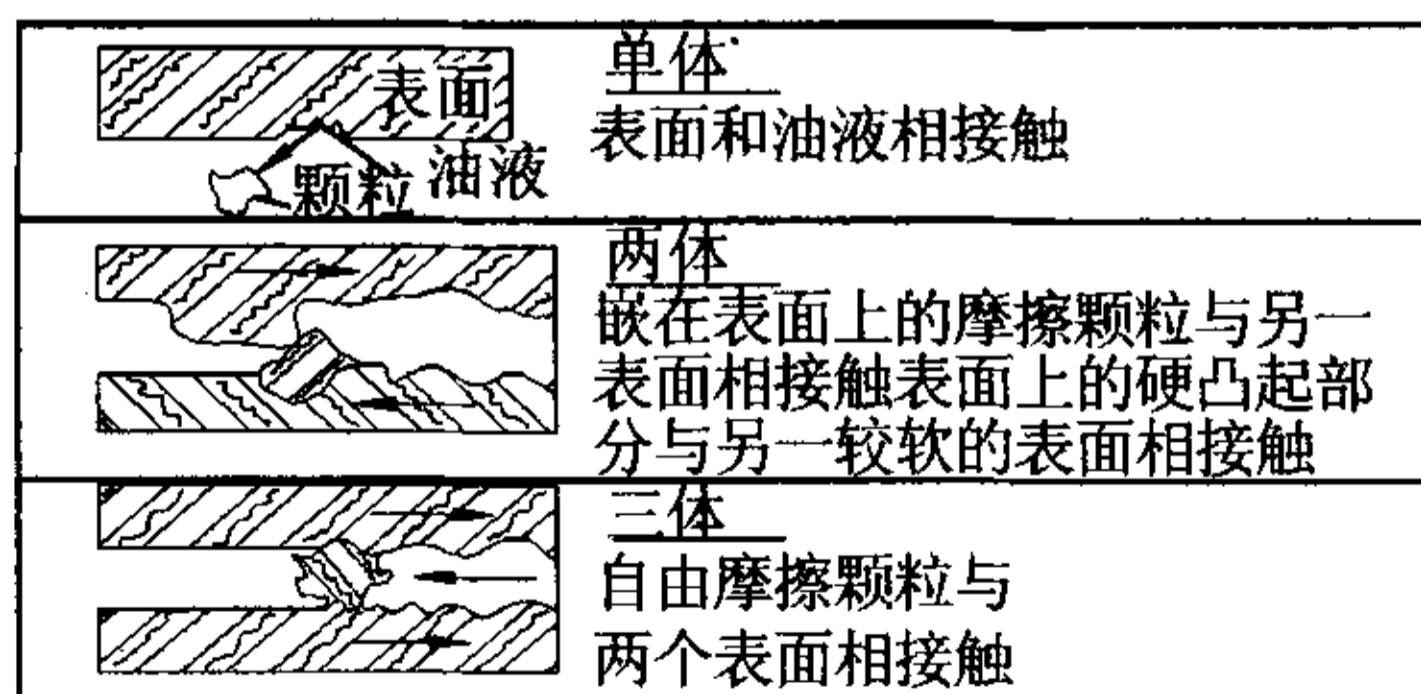 表面
油液
颗粒
单体
表面和油液相接触
两体
嵌在表面上的摩擦颗粒与另一
表面相接触表面上的硬凸起部
分与另一较软的表面相接触
三体
自由摩擦颗粒与
两个表面相接触